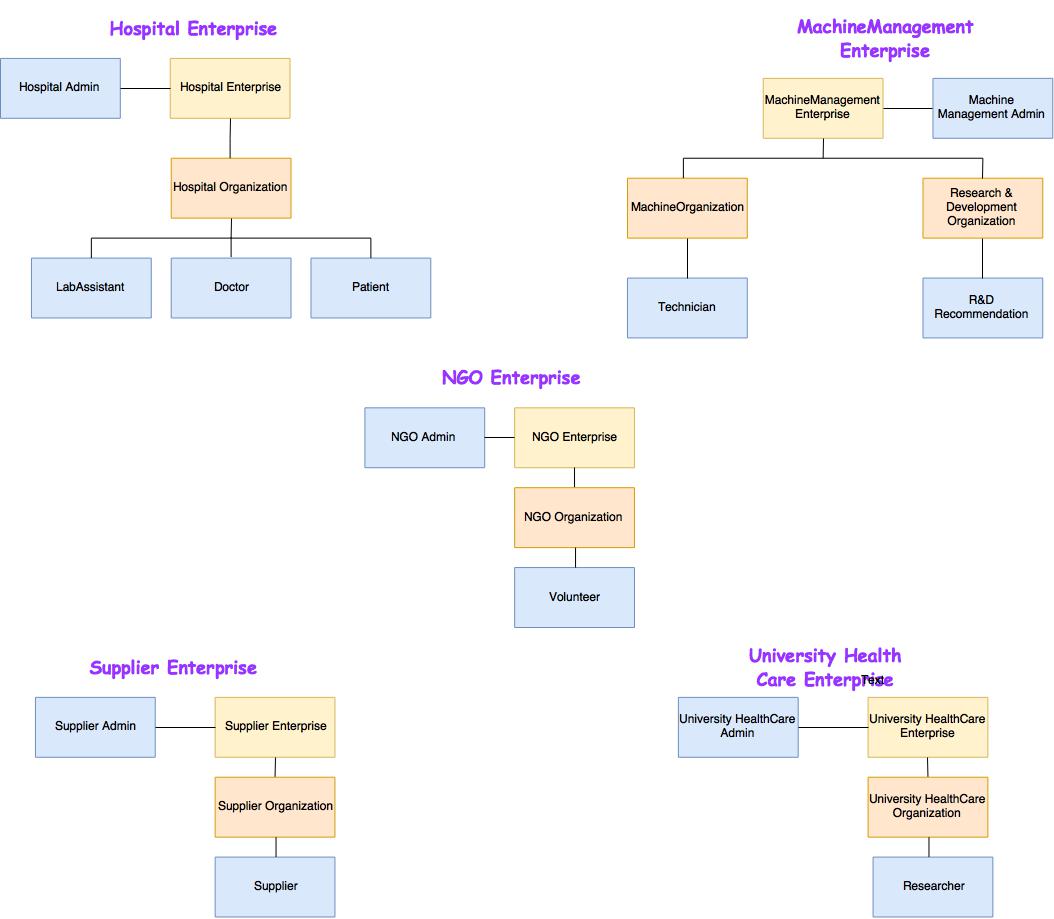 Hospital Enterprise
Hospital Admin
Hospital Enterprise
Hospital Organization
LabAssistant
Doctor
Patient
MachineManagement
Enterprise
MachineManagement
Enterprise
Machine
Management Admin
MachineOrganization
Research &
Development
Organization
Technician
R&D
Recommendation
NGO Enterprise
NGO Admin
NGO Enterprise
NGO Organization
Volunteer
Supplier Enterprise
Supplier Admin
Supplier Enterprise
Supplier Organization
Supplier
University Health
Care Enterprise
Text
University HealthCare
Admin
University HealthCare
Enterprise
University HealthCare
Organization
Researcher